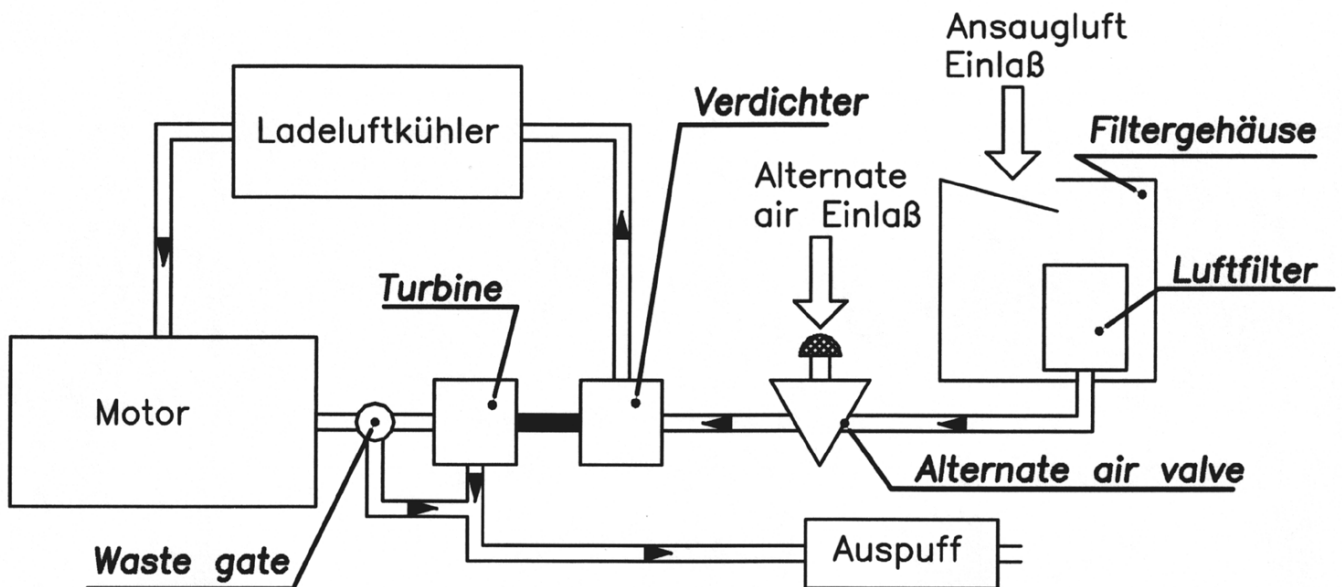 Ansaugluft
Einlaß
Verdichter
Ladeluftkühler
Filtergehäuse
Alternate
air Einlaß
Turbine
Luftfilter
Motor
Alternate air valve
Waste gate
Auspuff